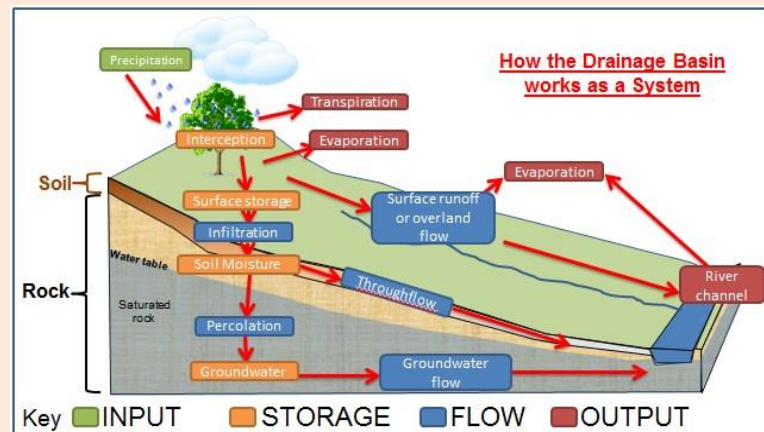 How the Drainage Basin
works as a System
Precipitation
Transpiration
Interception
Evaporation
Evaporation
Soil
Surface storage
Surface runoff
or overland
flow
Infiltration
Water table
Soil Moisture
Rock
Throughflow
River
channel
Saturated
rock
Percolation
Groundwater
Groundwater
flow
Key INPUT STORAGE FLOW OUTPUT